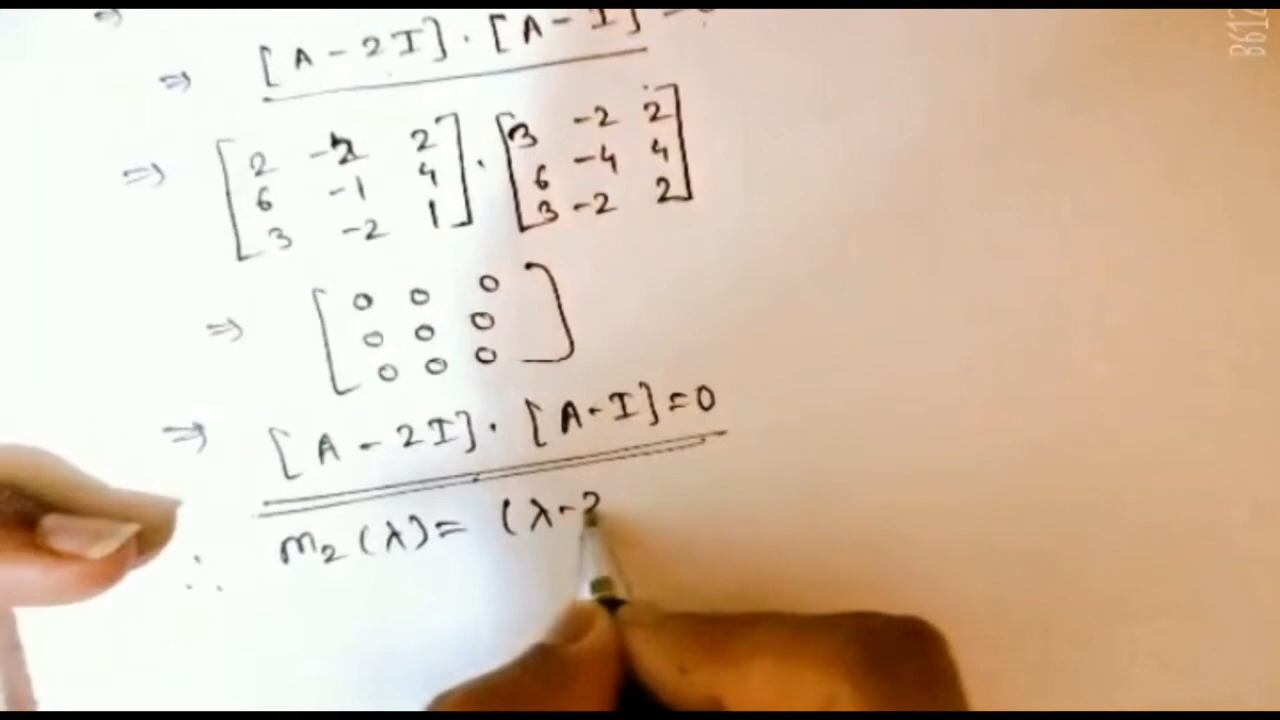 ⇒
⇒ [A - 2I] . [A - I]
⇒ [2 -2 2 6 -1 4 3 -2 1] . [3 -2 2 6 -4 4 3 -2 2]
⇒ [0 0 0 0 0 0 0 0 0]
⇒ [A - 2I] . [A - I] = 0
∴ m₂(λ) = (λ - 2
B612